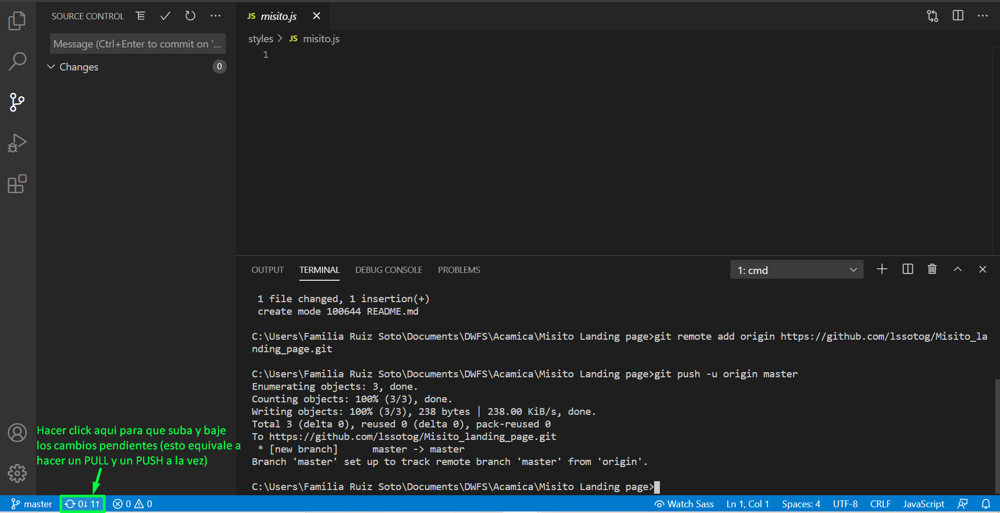 SOURCE CONTROL
Message (Ctrl+Enter to commit on '...
Changes
0
JS misito.js
styles > JS misito.js
1
OUTPUT TERMINAL DEBUG CONSOLE PROBLEMS
1: cmd
1 file changed, 1 insertion(+)
create mode 100644 README.md
C:\Users\Familia Ruiz Soto\Documents\DWFS\Acamica\Misito Landing page>git remote add origin https://github.com/lssotog/Misito_la
nding_page.git
C:\Users\Familia Ruiz Soto\Documents\DWFS\Acamica\Misito Landing page>git push -u origin master
Enumerating objects: 3, done.
Counting objects: 100% (3/3), done.
Writing objects: 100% (3/3), 238 bytes | 238.00 KiB/s, done.
Total 3 (delta 0), reused 0 (delta 0), pack-reused 0
To https://github.com/lssotog/Misito_landing_page.git
* [new branch]      master -> master
Branch 'master' set up to track remote branch 'master' from 'origin'.
C:\Users\Familia Ruiz Soto\Documents\DWFS\Acamica\Misito Landing page>
Hacer click aqui para que suba y baje
los cambios pendientes (esto equivale a
hacer un PULL y un PUSH a la vez)
master 0↓ 1↑ 0 0
Watch Sass Ln 1, Col 1 Spaces: 4 UTF-8 CRLF JavaScript